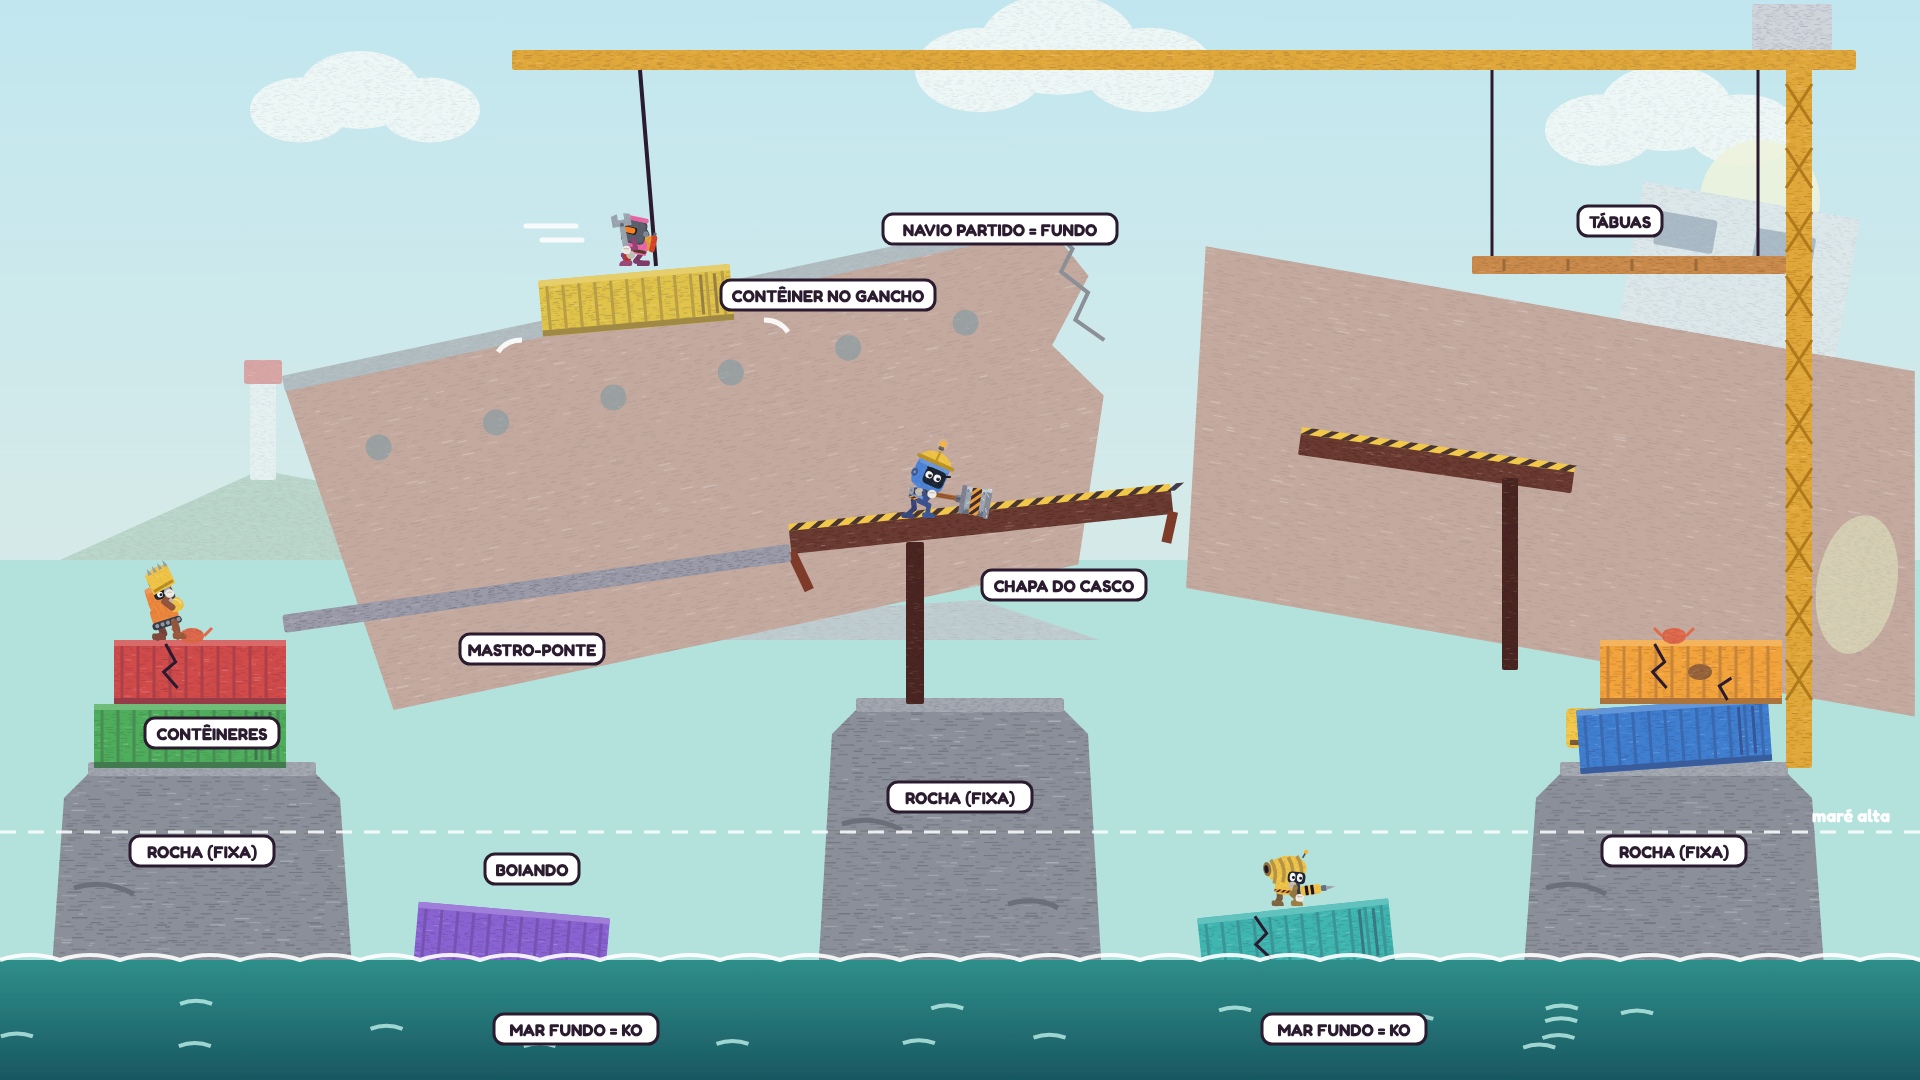 TÁBUAS
NAVIO PARTIDO = FUNDO
CONTÊINER NO GANCHO
CHAPA DO CASCO
MASTRO-PONTE
CONTÊINERES
ROCHA (FIXA)
maré alta
ROCHA (FIXA)
ROCHA (FIXA)
BOIANDO
MAR FUNDO = KO
MAR FUNDO = KO